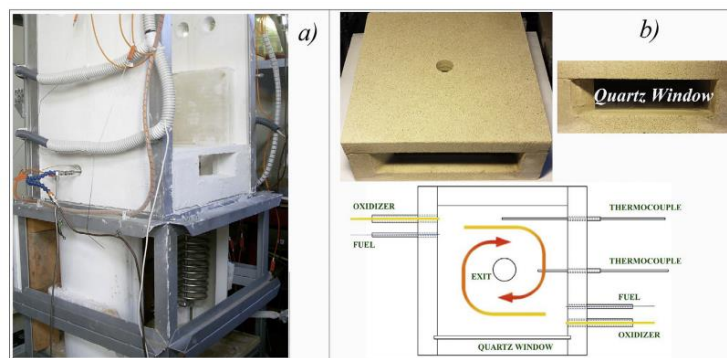 a)
b)
Quartz Window
OXIDIZER
FUEL
THERMOCOUPLE
THERMOCOUPLE
EXIT
FUEL
OXIDIZER
QUARTZ WINDOW